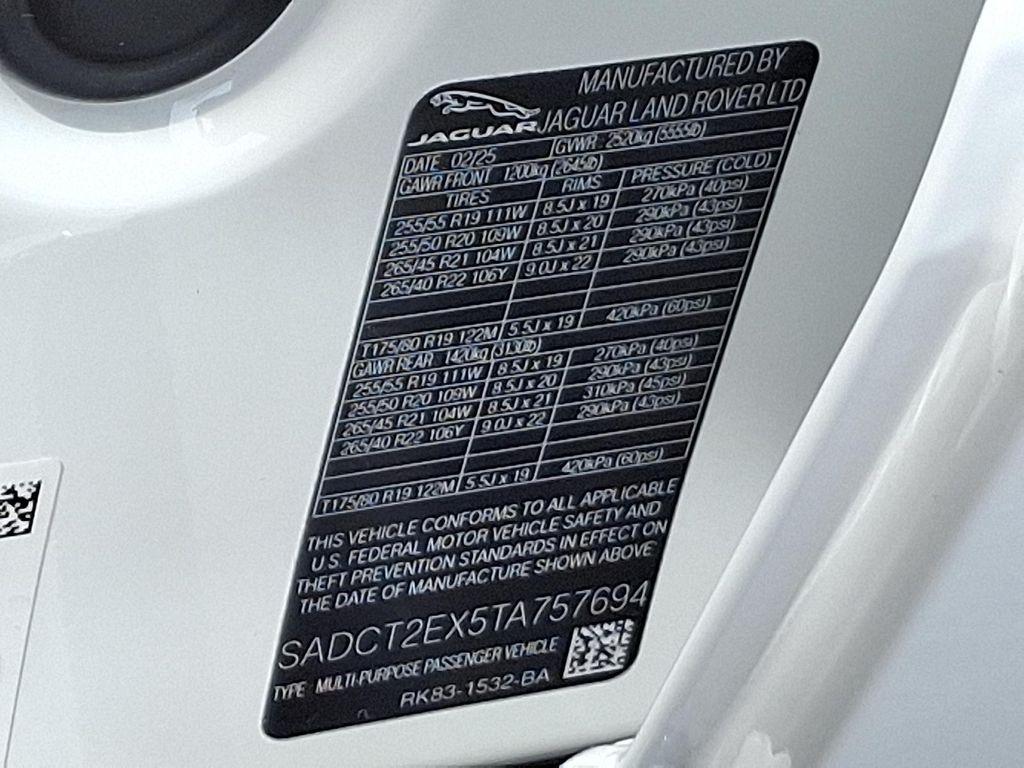 JAGUAR
MANUFACTURED BY
JAGUAR LAND ROVER LTD
DATE 02/25 GVWR 2520kg (5555lb)
GAWR FRONT 1200kg (2645lb)
TIRES RIMS PRESSURE (COLD)
255/55 R19 111W 8.5J x 19 270kPa (40psi)
255/50 R20 109W 8.5J x 20 290kPa (43psi)
265/45 R21 104W 8.5J x 21 290kPa (43psi)
265/40 R22 106Y 9.0J x 22 290kPa (43psi)
T175/80 R19 122M 5.5J x 19 420kPa (60psi)
GAWR REAR 1420kg (3130lb)
255/55 R19 111W 8.5J x 19 270kPa (40psi)
255/50 R20 109W 8.5J x 20 290kPa (43psi)
265/45 R21 104W 8.5J x 21 310kPa (45psi)
265/40 R22 106Y 9.0J x 22 290kPa (43psi)
T175/80 R19 122M 5.5J x 19 420kPa (60psi)
THIS VEHICLE CONFORMS TO ALL APPLICABLE
U.S. FEDERAL MOTOR VEHICLE SAFETY AND
THEFT PREVENTION STANDARDS IN EFFECT ON
THE DATE OF MANUFACTURE SHOWN ABOVE
SADCT2EX5TA757694
TYPE MULTI-PURPOSE PASSENGER VEHICLE
RK83-1532-BA